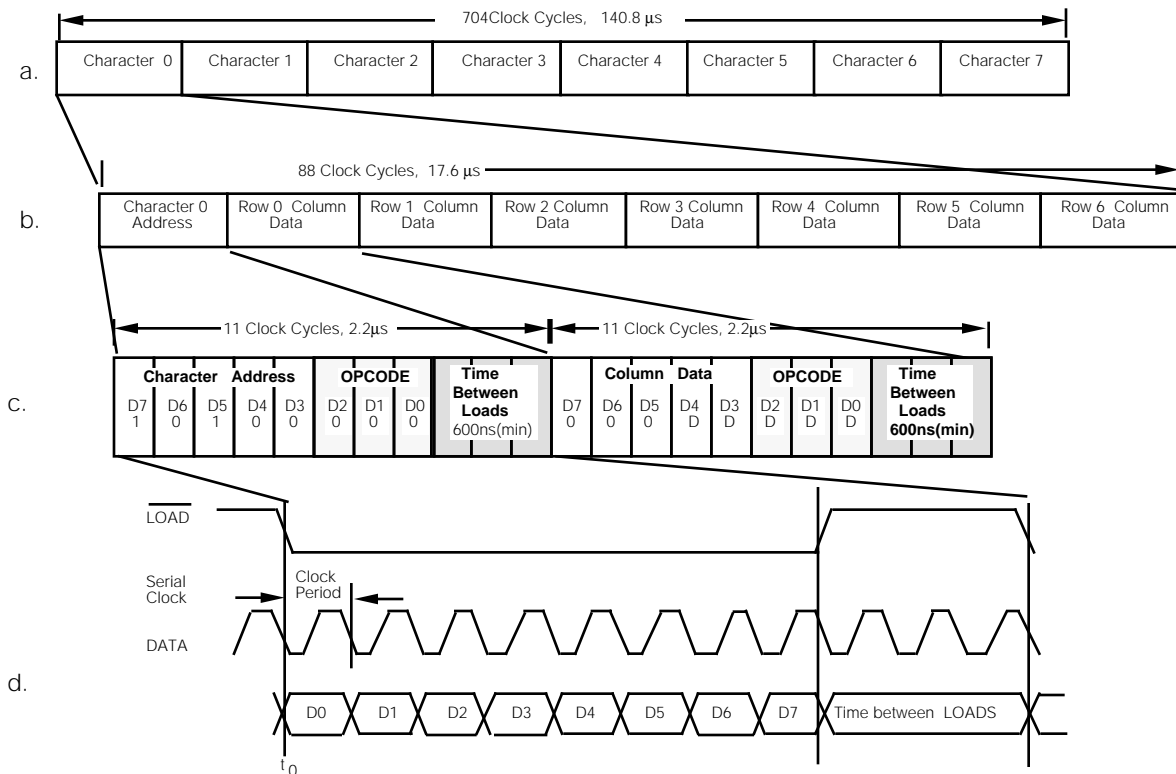 704Clock Cycles, 140.8 µs
a.
Character 0 Character 1 Character 2 Character 3 Character 4 Character 5 Character 6 Character 7
88 Clock Cycles, 17.6 µs
b.
Character 0 Address Row 0 Column Data Row 1 Column Data Row 2 Column Data Row 3 Column Data Row 4 Column Data Row 5 Column Data Row 6 Column Data
11 Clock Cycles, 2.2µs 11 Clock Cycles, 2.2µs
c.
Character Address OPCODE Time Between Loads 600ns(min) Column Data OPCODE Time Between Loads 600ns(min)
D7 D6 D5 D4 D3 D2 D1 D0 D7 D6 D5 D4 D3 D2 D1 D0
1 0 1 0 0 0 0 0 0 0 0 D D D D D
LOAD
Serial Clock
Clock Period
DATA
d.
D0 D1 D2 D3 D4 D5 D6 D7 Time between LOADS
t0